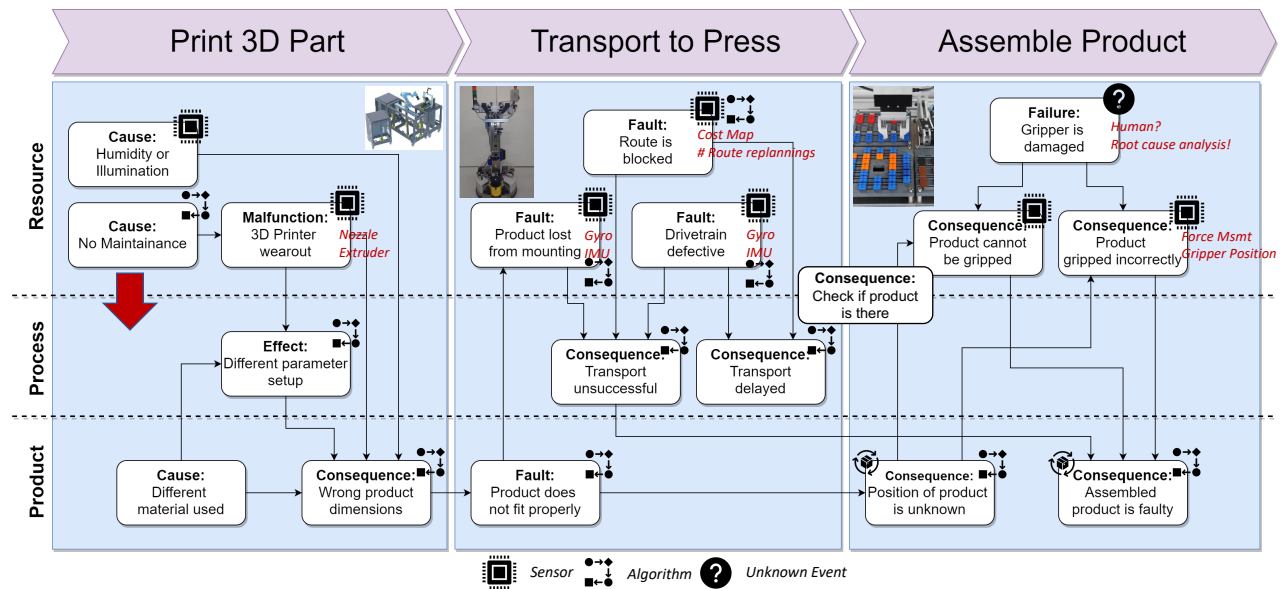 Print 3D Part
Transport to Press
Assemble Product
Resource
Process
Product
Cause:
Humidity or
Illumination
Cause:
No Maintainance
Malfunction:
3D Printer
wearout
Nozzle
Extruder
Effect:
Different parameter
setup
Cause:
Different
material used
Consequence:
Wrong product
dimensions
Fault:
Route is
blocked
Cost Map
# Route replannings
Fault:
Product lost
from mounting
Gyro
IMU
Fault:
Drivetrain
defective
Gyro
IMU
Consequence:
Transport
unsuccessful
Consequence:
Transport
delayed
Fault:
Product does
not fit properly
Failure:
Gripper is
damaged
Human?
Root cause analysis!
Consequence:
Product cannot
be gripped
Consequence:
Product
gripped incorrectly
Force Msmt
Gripper Position
Consequence:
Check if product
is there
Consequence:
Position of product
is unknown
Consequence:
Assembled
product is faulty
Sensor
Algorithm
?
Unknown Event